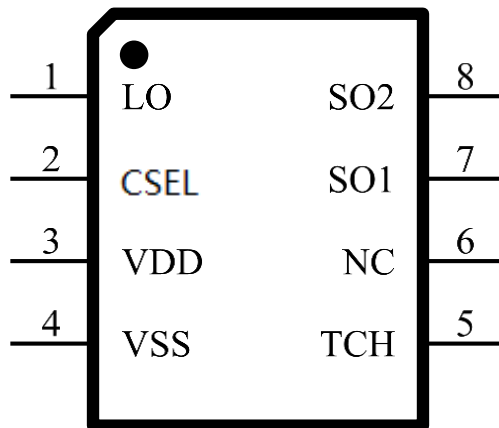 1 LO SO2 8
2 CSEL SO1 7
3 VDD NC 6
4 VSS TCH 5